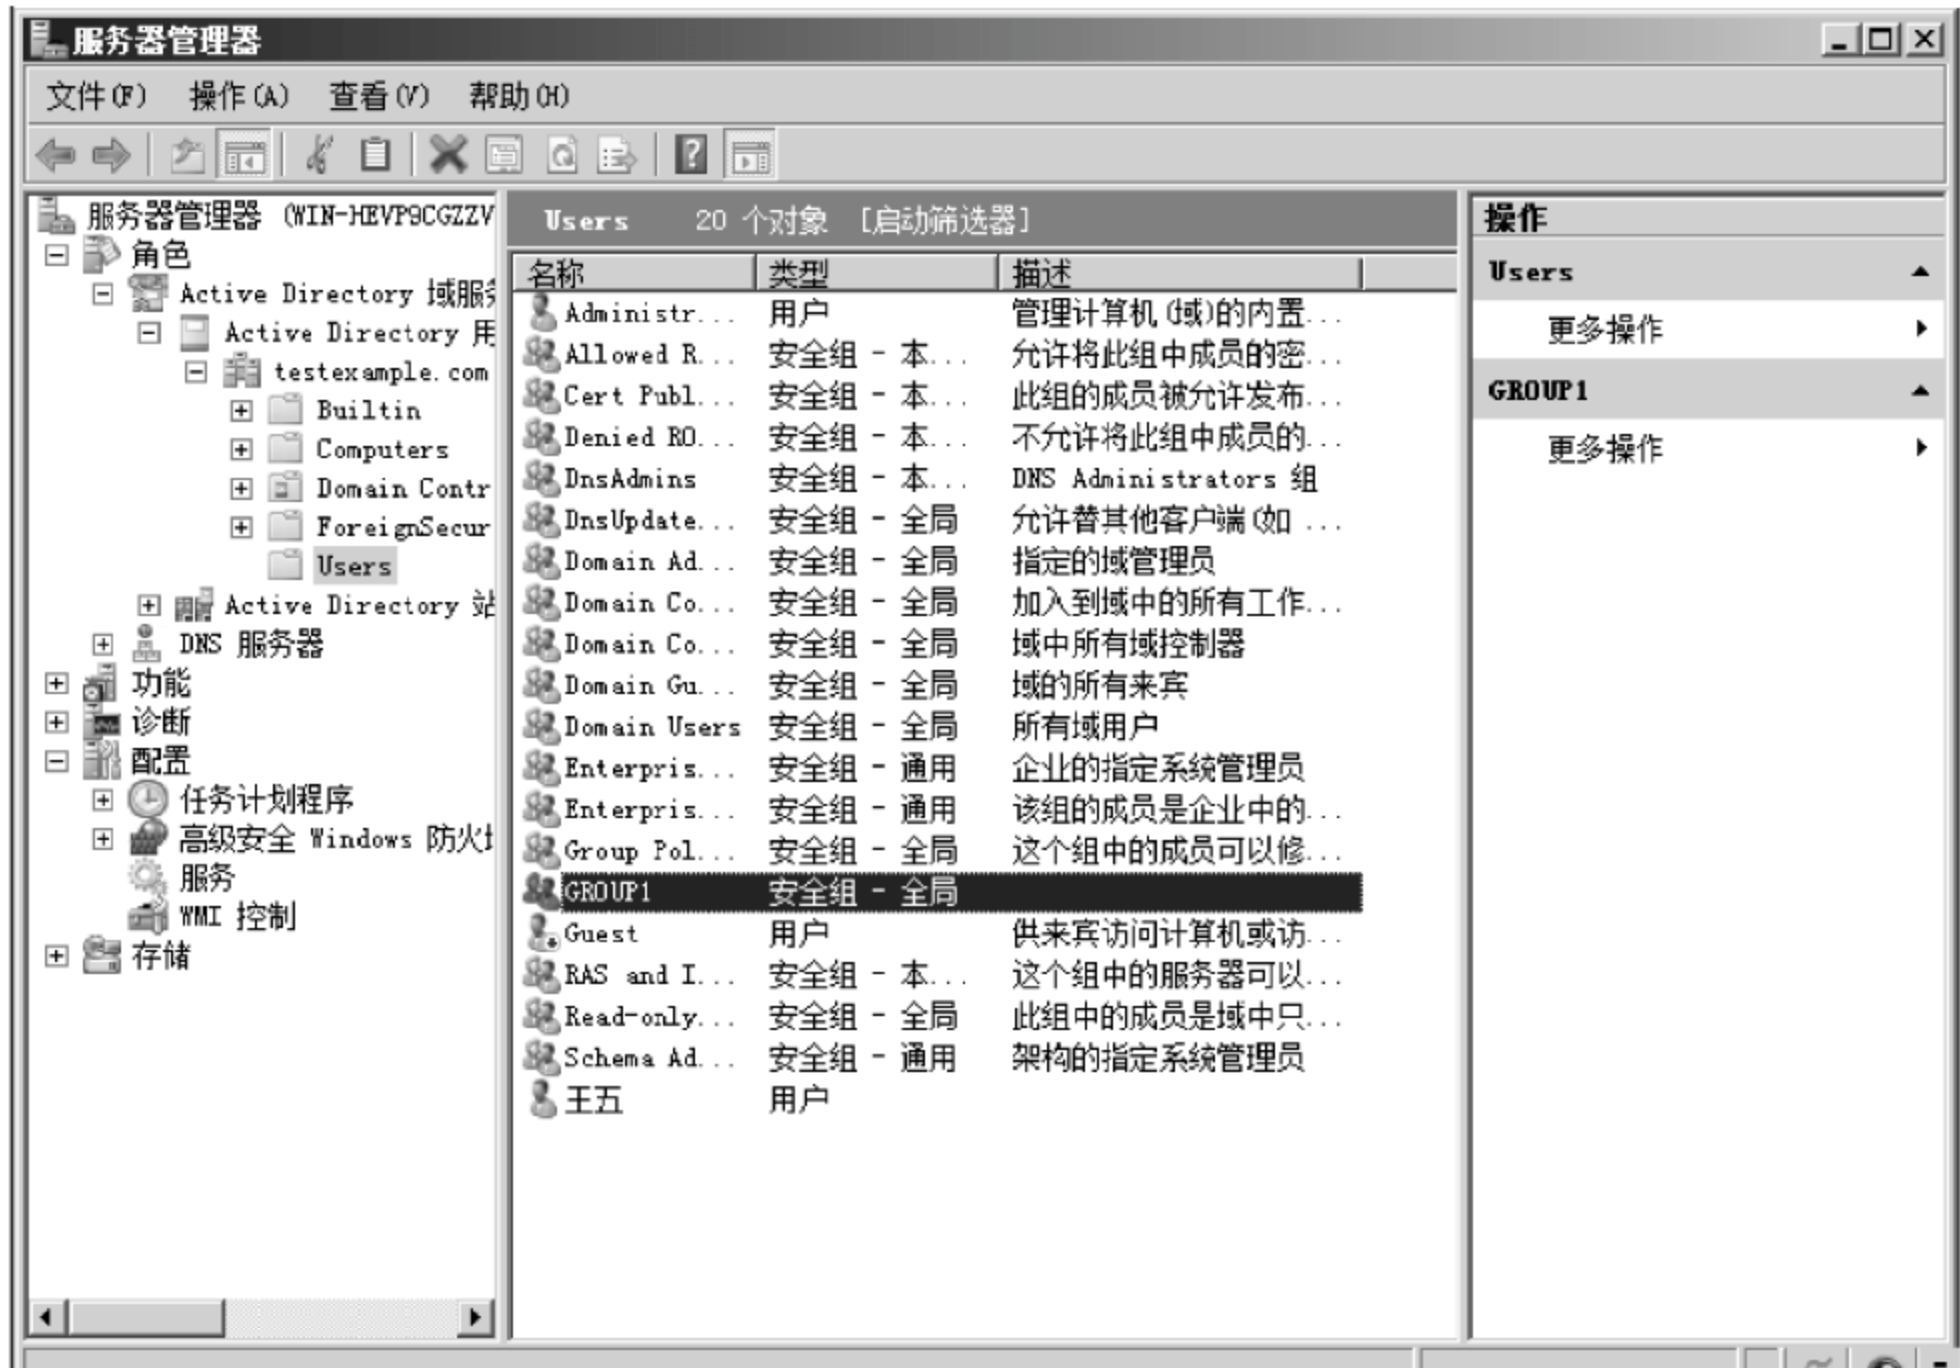 服务器管理器
文件(F) 操作(A) 查看(V) 帮助(H)
服务器管理器 (WIN-HEVP9CGZZV
角色
Active Directory 域服务
Active Directory 用
testexample.com
Builtin
Computers
Domain Contr
ForeignSecur
Users
Active Directory 站
DNS 服务器
功能
诊断
配置
任务计划程序
高级安全 Windows 防火墙
服务
WMI 控制
存储
Users 20 个对象 [启动筛选器]
名称 类型 描述
Administr... 用户 管理计算机(域)的内置...
Allowed R... 安全组 - 本... 允许将此组中成员的密...
Cert Publ... 安全组 - 本... 此组的成员被允许发布...
Denied RO... 安全组 - 本... 不允许将此组中成员的...
DnsAdmins 安全组 - 本... DNS Administrators 组
DnsUpdate... 安全组 - 全局 允许替其他客户端(如 ...
Domain Ad... 安全组 - 全局 指定的域管理员
Domain Co... 安全组 - 全局 加入到域中的所有工作...
Domain Co... 安全组 - 全局 域中所有域控制器
Domain Gu... 安全组 - 全局 域的所有来宾
Domain Users 安全组 - 全局 所有域用户
Enterpris... 安全组 - 通用 企业的指定系统管理员
Enterpris... 安全组 - 通用 该组的成员是企业中的...
Group Pol... 安全组 - 全局 这个组中的成员可以修...
GROUP1 安全组 - 全局
Guest 用户 供来宾访问计算机或访...
RAS and I... 安全组 - 本... 这个组中的服务器可以...
Read-only... 安全组 - 全局 此组中的成员是域中只...
Schema Ad... 安全组 - 通用 架构的指定系统管理员
王五 用户
操作
Users
更多操作
GROUP1
更多操作